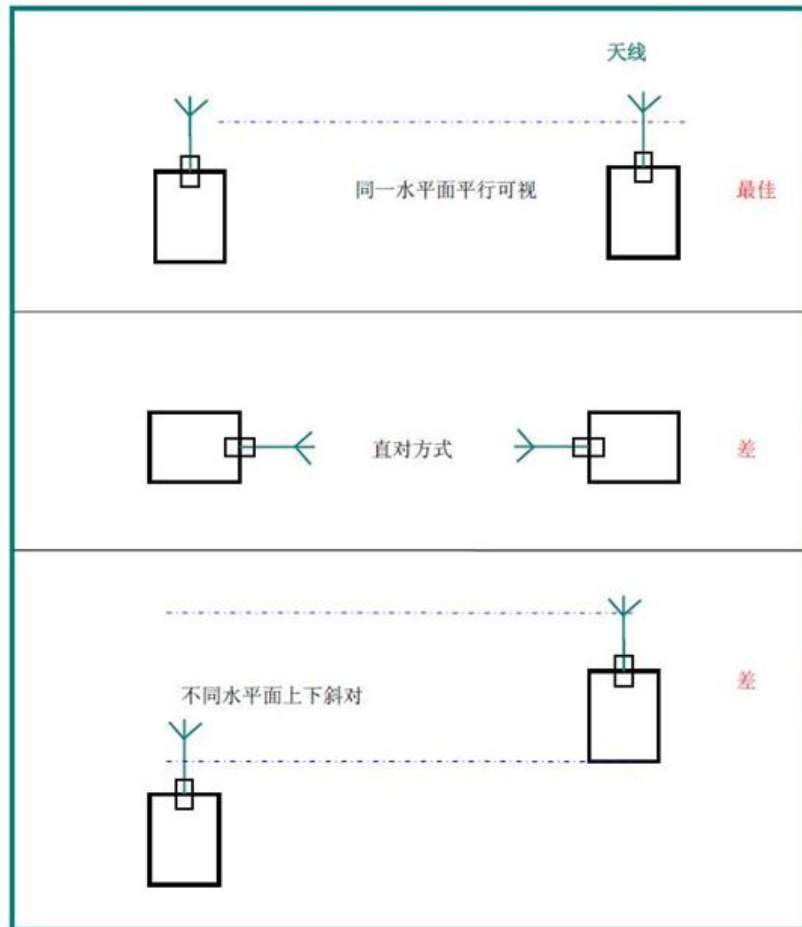 天线
同一水平面平行可视
最佳
直对方式
差
不同水平面上下斜对
差